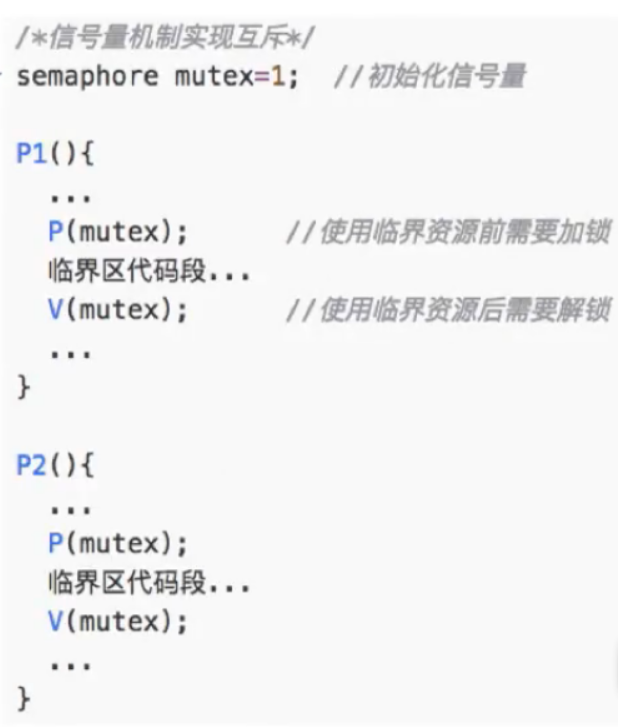 /*信号量机制实现互斥*/
semaphore mutex=1;  //初始化信号量
P1(){
...
P(mutex);  //使用临界资源前需要加锁
临界区代码段...
V(mutex);  //使用临界资源后需要解锁
...
}
P2(){
...
P(mutex);
临界区代码段...
V(mutex);
...
}